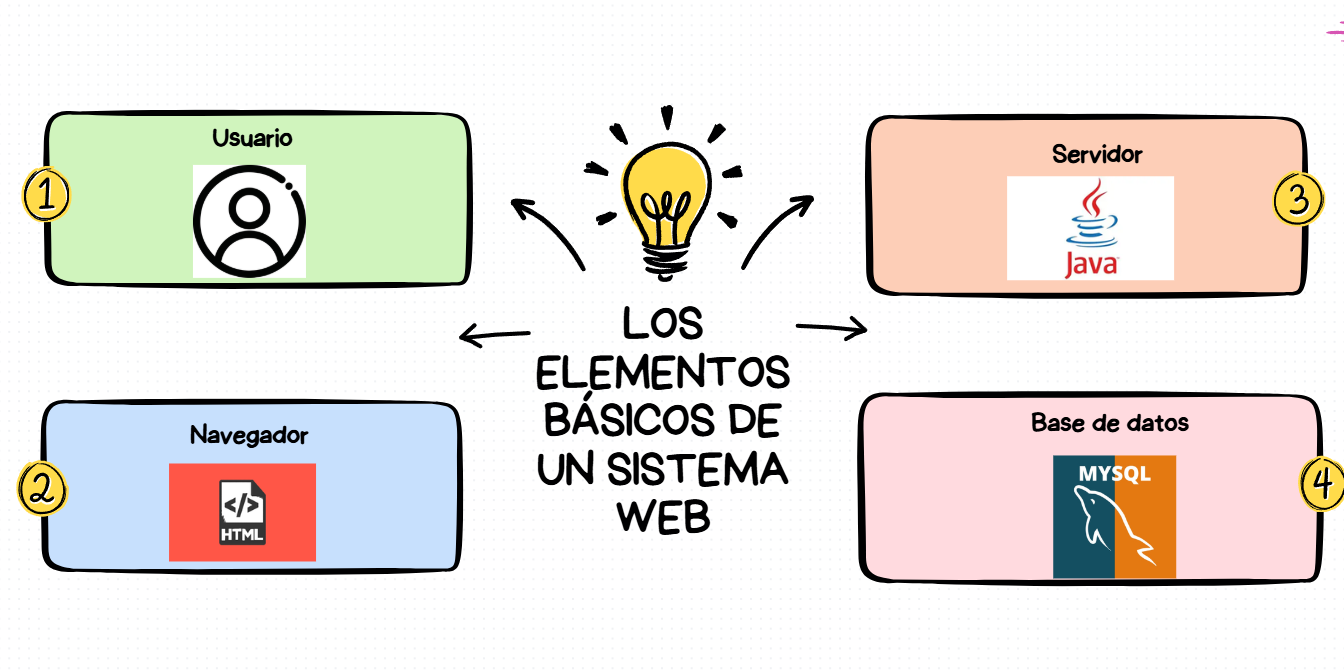 Usuario
1
Navegador
</>
HTML
2
LOS
ELEMENTOS
BÁSICOS DE
UN SISTEMA
WEB
Servidor
Java
3
Base de datos
MYSQL
4